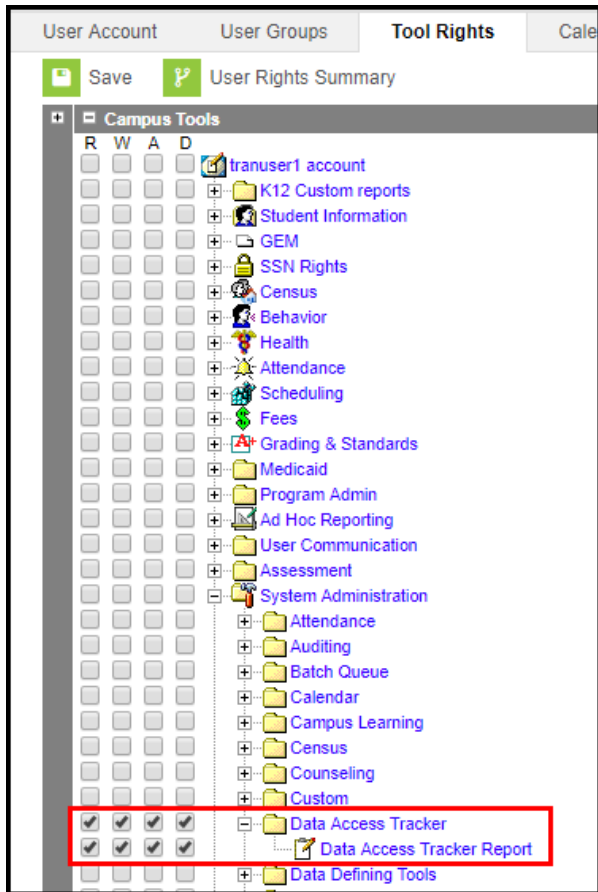 User Account User Groups Tool Rights Cale
Save User Rights Summary
Campus Tools
R W A D
tranuser1 account
K12 Custom reports
Student Information
GEM
SSN Rights
Census
Behavior
Health
Attendance
Scheduling
Fees
Grading & Standards
Medicaid
Program Admin
Ad Hoc Reporting
User Communication
Assessment
System Administration
Attendance
Auditing
Batch Queue
Calendar
Campus Learning
Census
Counseling
Custom
Data Access Tracker
Data Access Tracker Report
Data Defining Tools